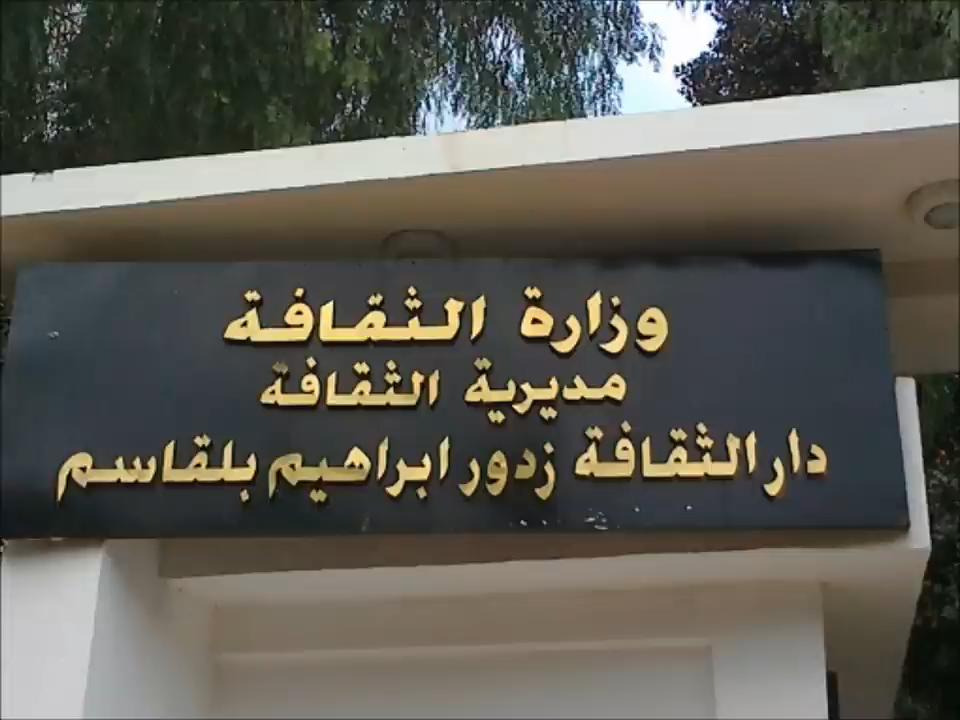 وزارة الثقافة
مديرية الثقافة
دار الثقافة زدور ابراهيم بلقاسم